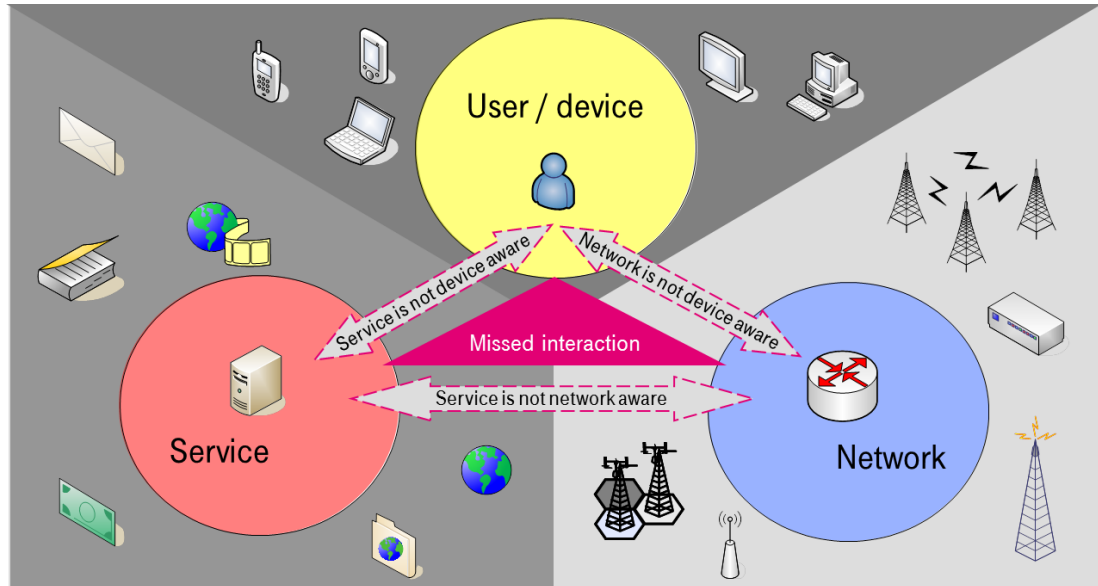 User / device
Service is not device aware
Network is not device aware
Missed interaction
Service is not network aware
Service
Network